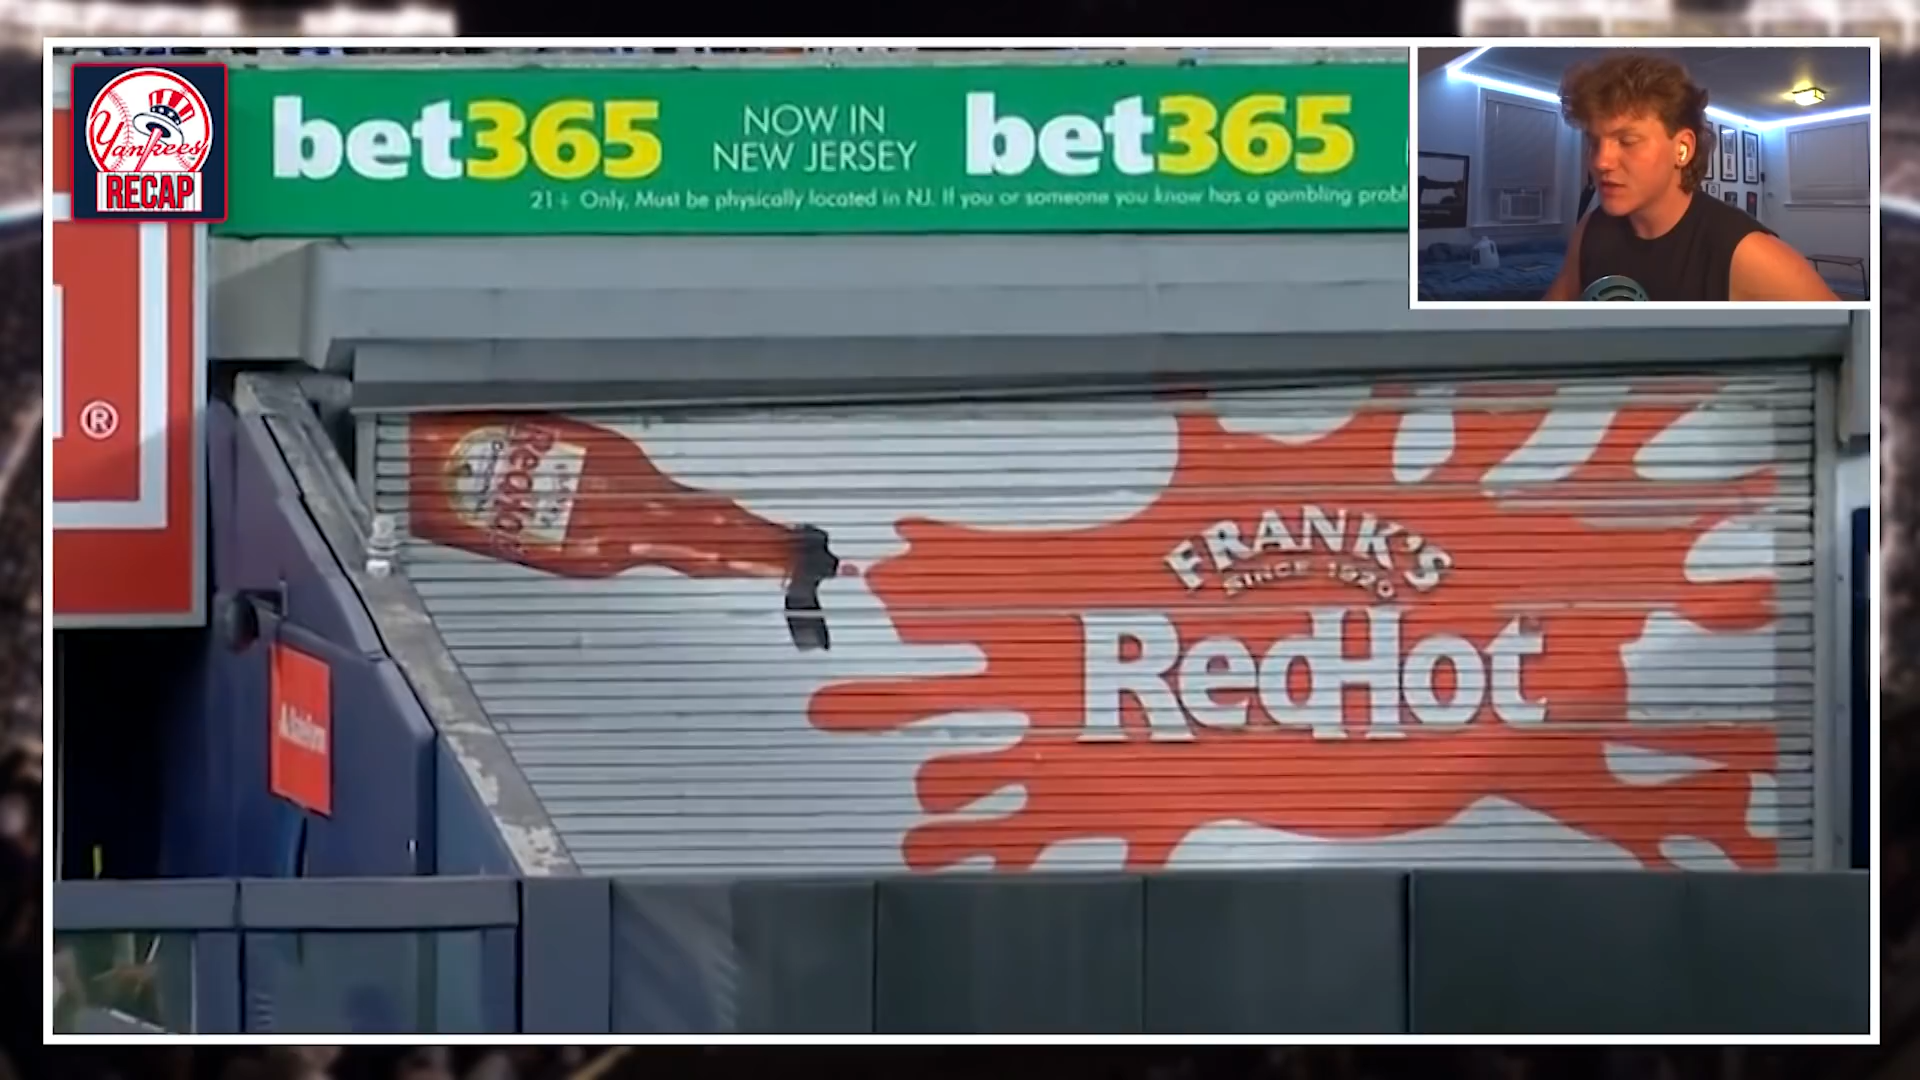 Yankees
RECAP
bet365
NOW IN
NEW JERSEY
bet365
21+ Only. Must be physically located in NJ. If you or someone you know has a gambling probl
®
FRANK'S
SINCE 1920
RedHot
RedHot